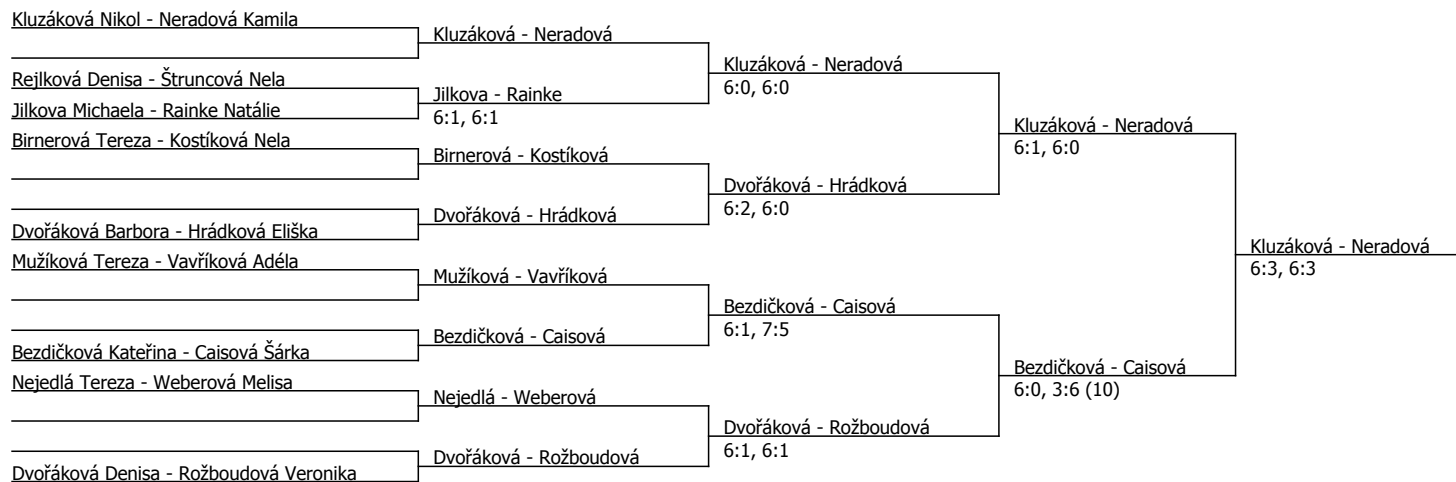 Kluzáková Nikol - Neradová Kamila
Kluzáková - Neradová
Kluzáková - Neradová
6:0, 6:0
Rejlková Denisa - Štruncová Nela
Jilkova - Rainke
6:1, 6:1
Jilkova Michaela - Rainke Natálie
Kluzáková - Neradová
6:1, 6:0
Birnerová Tereza - Kostíková Nela
Birnerová - Kostíková
Dvořáková - Hrádková
6:2, 6:0
Dvořáková - Hrádková
Dvořáková Barbora - Hrádková Eliška
Kluzáková - Neradová
6:3, 6:3
Mužíková Tereza - Vavříková Adéla
Mužíková - Vavříková
Bezdičková - Caisová
6:1, 7:5
Bezdičková - Caisová
Bezdičková Kateřina - Caisová Šárka
Bezdičková - Caisová
6:0, 3:6 (10)
Nejedlá Tereza - Weberová Melisa
Nejedlá - Weberová
Dvořáková - Rožboudová
6:1, 6:1
Dvořáková - Rožboudová
Dvořáková Denisa - Rožboudová Veronika